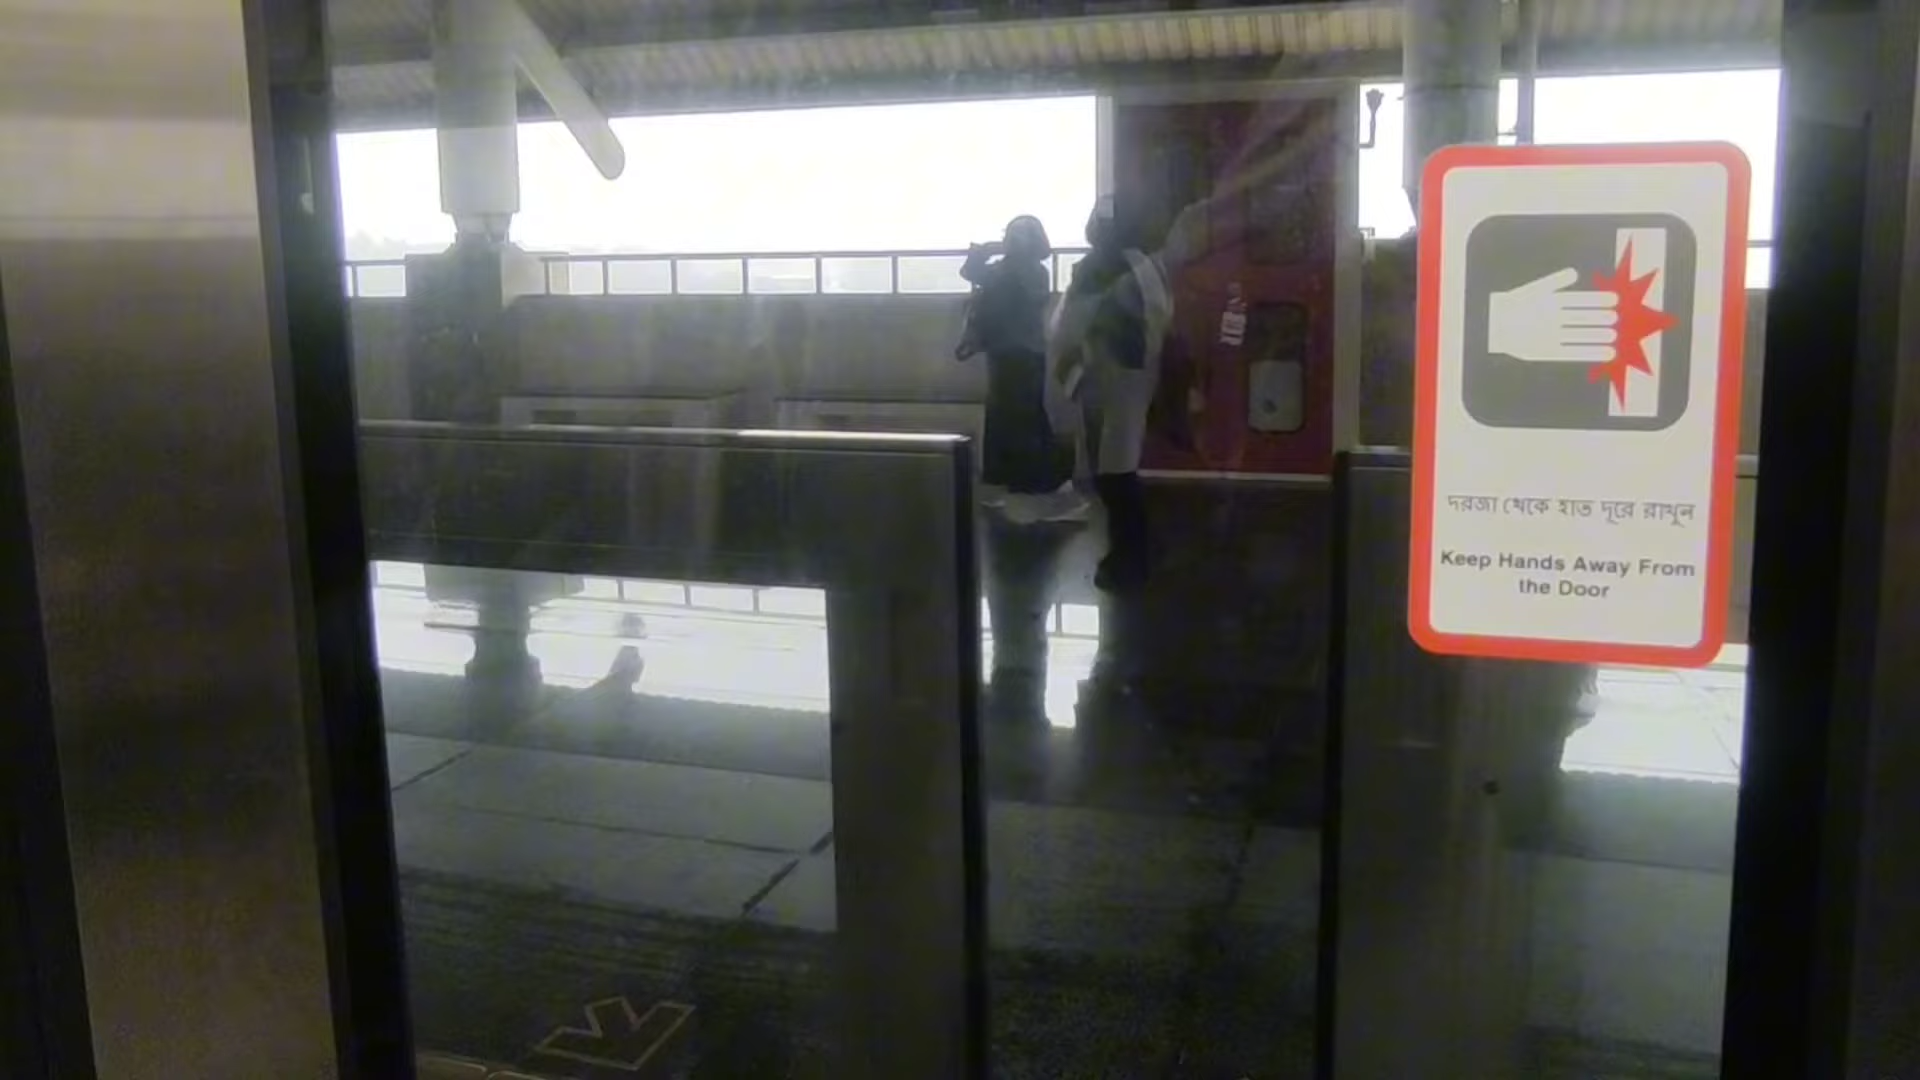 দরজা থেকে হাত দূরে রাখুন
Keep Hands Away From
the Door